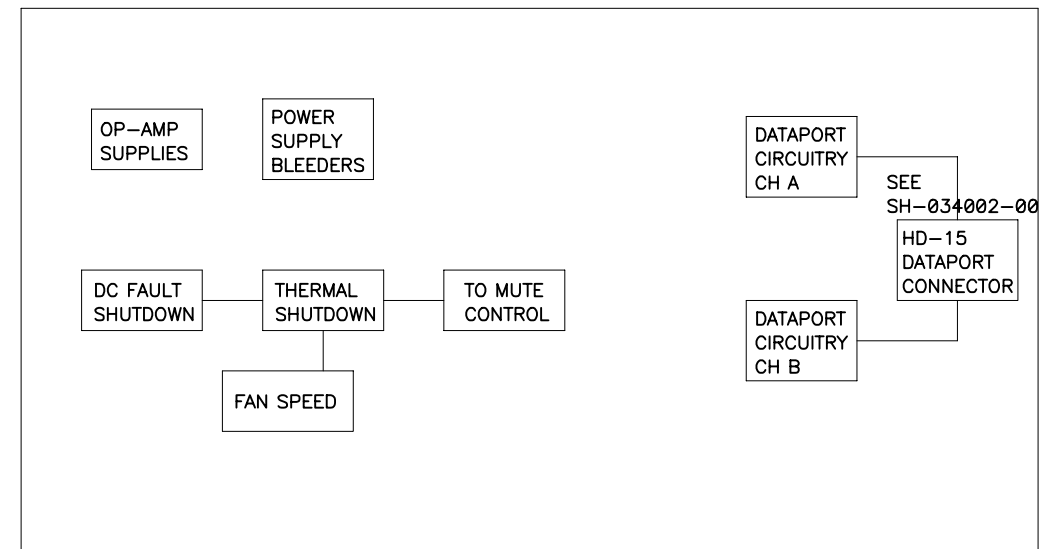 OP-AMP
SUPPLIES
POWER
SUPPLY
BLEEDERS
DATAPORT
CIRCUITRY
CH A
SEE
SH-034002-00
HD-15
DATAPORT
CONNECTOR
DC FAULT
SHUTDOWN
THERMAL
SHUTDOWN
TO MUTE
CONTROL
DATAPORT
CIRCUITRY
CH B
FAN SPEED